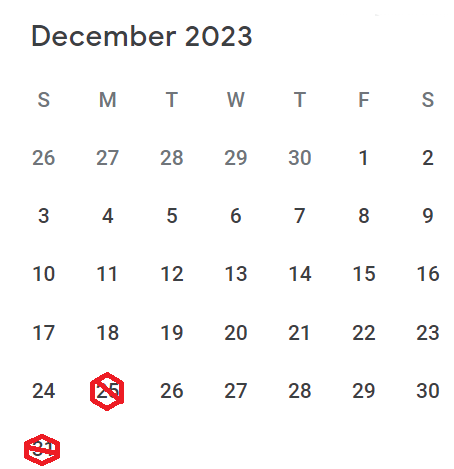 December 2023
S M T W T F S
26 27 28 29 30 1 2
3 4 5 6 7 8 9
10 11 12 13 14 15 16
17 18 19 20 21 22 23
24 25 26 27 28 29 30
31